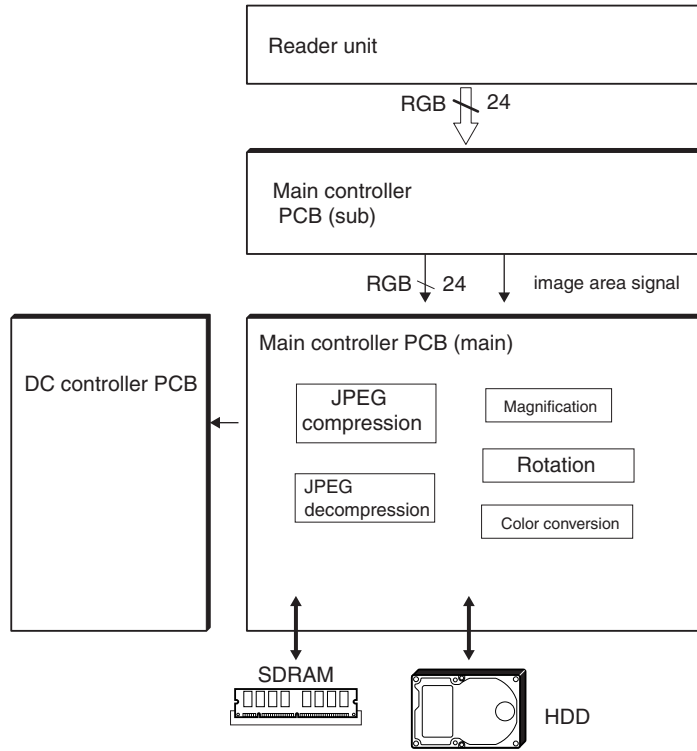 Reader unit
RGB 24
Main controller
PCB (sub)
RGB 24 image area signal
Main controller PCB (main)
DC controller PCB
JPEG
compression
Magnification
Rotation
JPEG
decompression
Color conversion
SDRAM
HDD